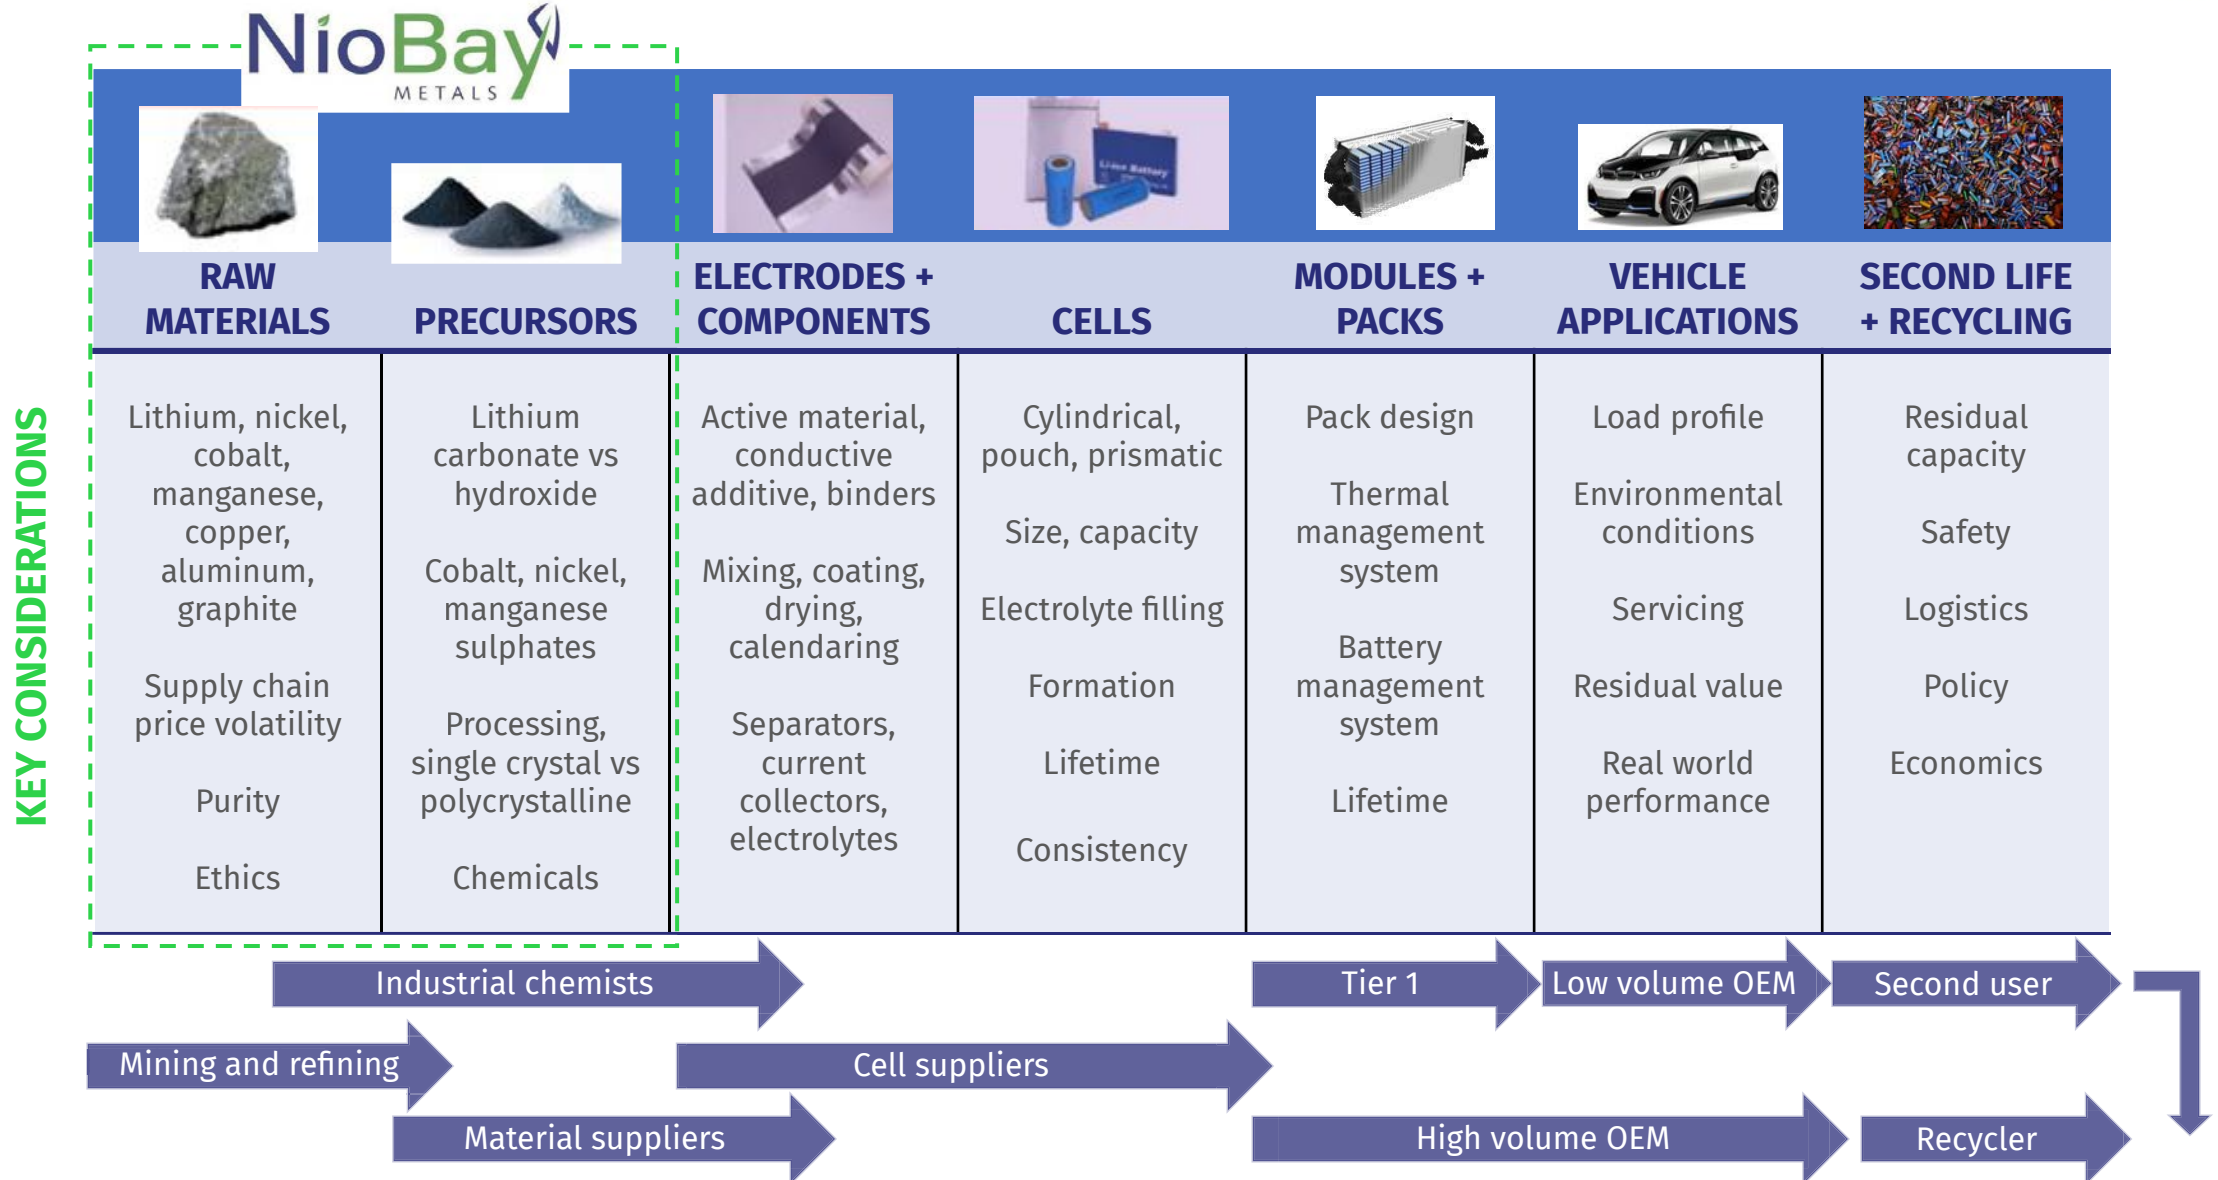 NioBay
METALS
RAW
MATERIALS
PRECURSORS
ELECTRODES +
COMPONENTS
CELLS
MODULES +
PACKS
VEHICLE
APPLICATIONS
SECOND LIFE
+ RECYCLING
KEY CONSIDERATIONS
Lithium, nickel,
cobalt,
manganese,
copper,
aluminum,
graphite
Supply chain
price volatility
Purity
Ethics
Lithium
carbonate vs
hydroxide
Cobalt, nickel,
manganese
sulphates
Processing,
single crystal vs
polycrystalline
Chemicals
Active material,
conductive
additive, binders
Mixing, coating,
drying,
calendaring
Separators,
current
collectors,
electrolytes
Li-ion Battery
Cylindrical,
pouch, prismatic
Size, capacity
Electrolyte filling
Formation
Lifetime
Consistency
Pack design
Thermal
management
system
Battery
management
system
Lifetime
Load profile
Environmental
conditions
Servicing
Residual value
Real world
performance
Residual
capacity
Safety
Logistics
Policy
Economics
Industrial chemists
Tier 1
Low volume OEM
Second user
Mining and refining
Cell suppliers
Material suppliers
High volume OEM
Recycler